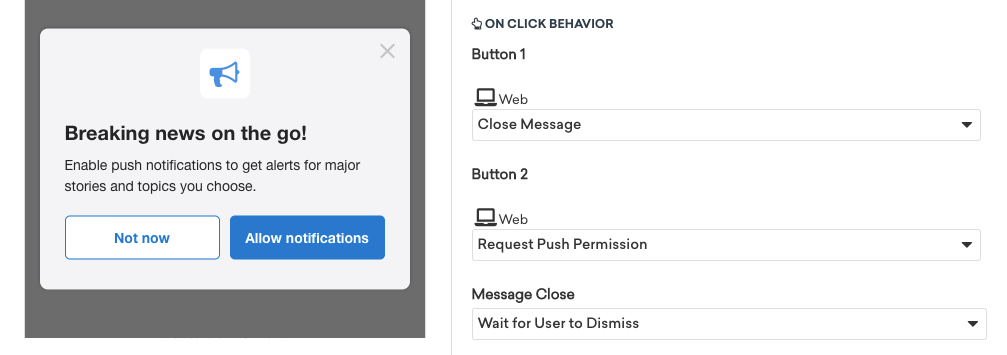 Breaking news on the go!
Enable push notifications to get alerts for major
stories and topics you choose.
Not now
Allow notifications
ON CLICK BEHAVIOR
Button 1
Web
Close Message
Button 2
Web
Request Push Permission
Message Close
Wait for User to Dismiss